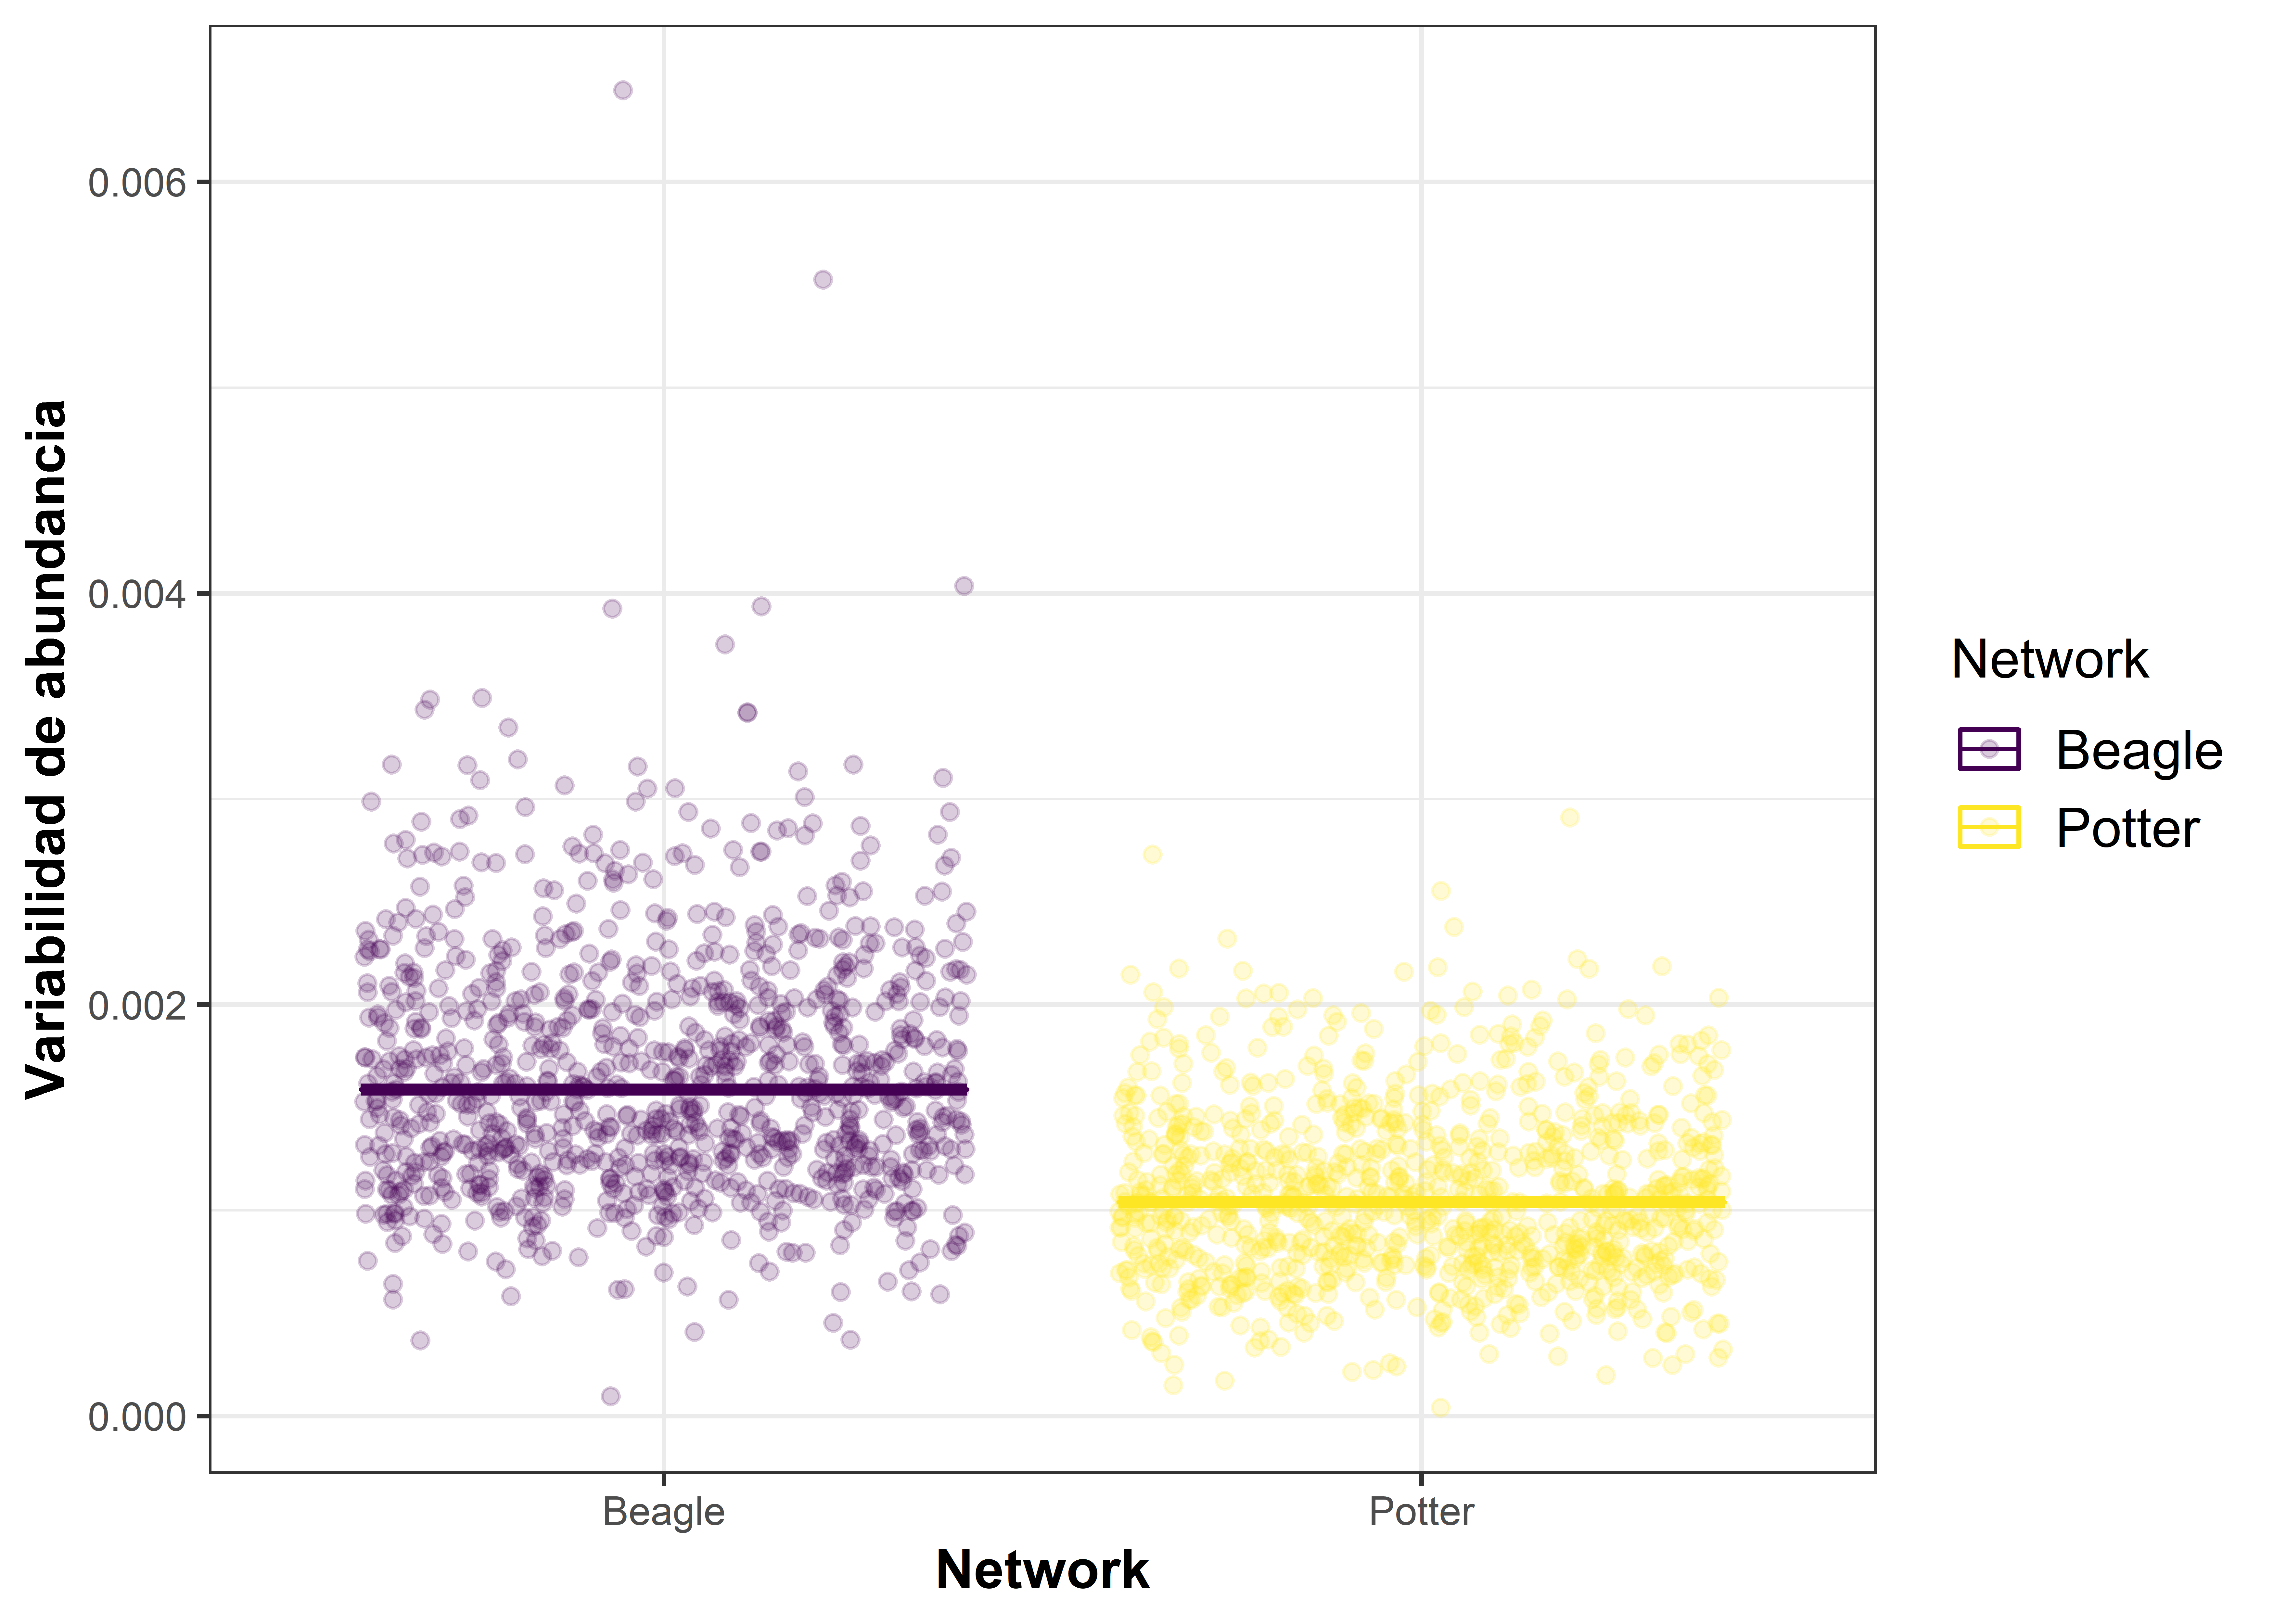 Variabilidad de abundancia
0.006
0.004
0.002
0.000
Beagle
Potter
Network
Network
Beagle
Potter